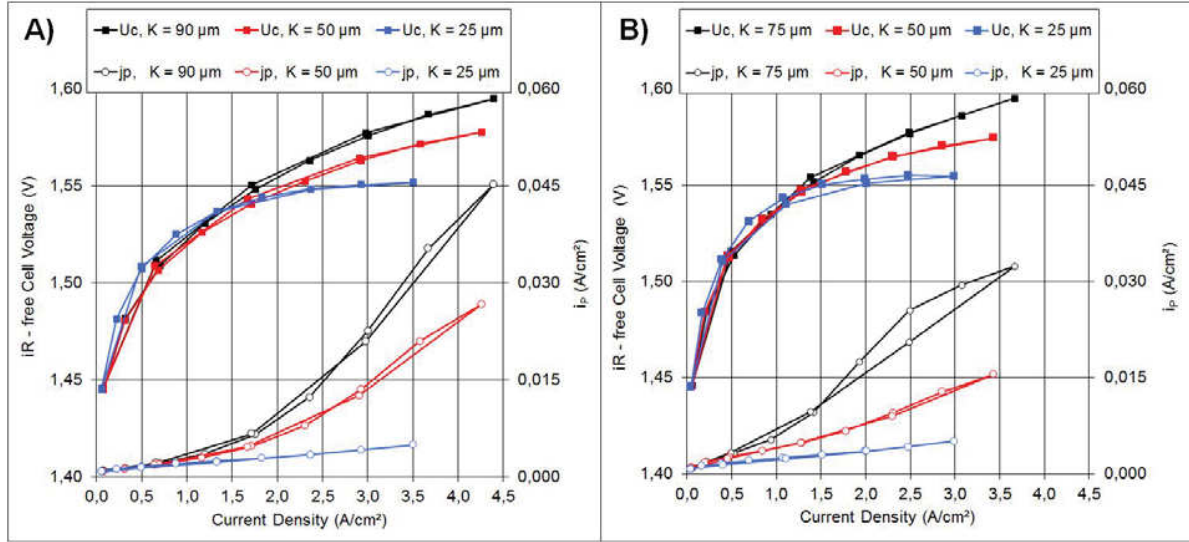 A)
Uc, K = 90 µm Uc, K = 50 µm Uc, K = 25 µm
jp, K = 90 µm jp, K = 50 µm jp, K = 25 µm
1,60
1,55
1,50
1,45
1,40
iR - free Cell Voltage (V)
0,060
0,045
0,030
0,015
0,000
iP (A/cm²)
0,0 0,5 1,0 1,5 2,0 2,5 3,0 3,5 4,0 4,5
Current Density (A/cm²)
B)
Uc, K = 75 µm Uc, K = 50 µm Uc, K = 25 µm
jp, K = 75 µm jp, K = 50 µm jp, K = 25 µm
1,60
1,55
1,50
1,45
1,40
iR - free Cell Voltage (V)
0,060
0,045
0,030
0,015
0,000
iP (A/cm²)
0,0 0,5 1,0 1,5 2,0 2,5 3,0 3,5 4,0 4,5
Current Density (A/cm²)